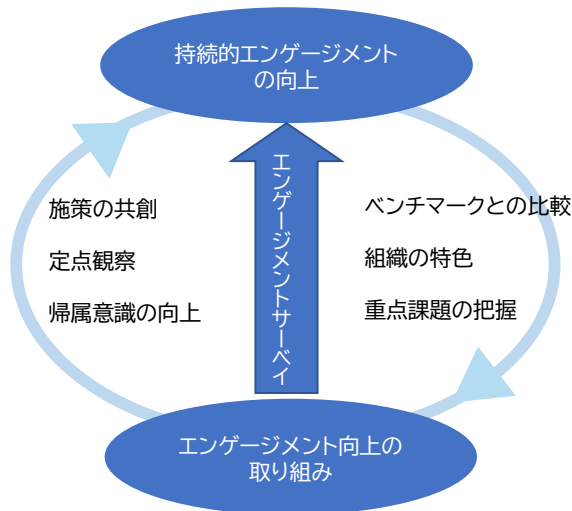 持続的エンゲージメント
の向上
エンゲージメントサーベイ
施策の共創
定点観察
帰属意識の向上
ベンチマークとの比較
組織の特色
重点課題の把握
エンゲージメント向上の
取り組み